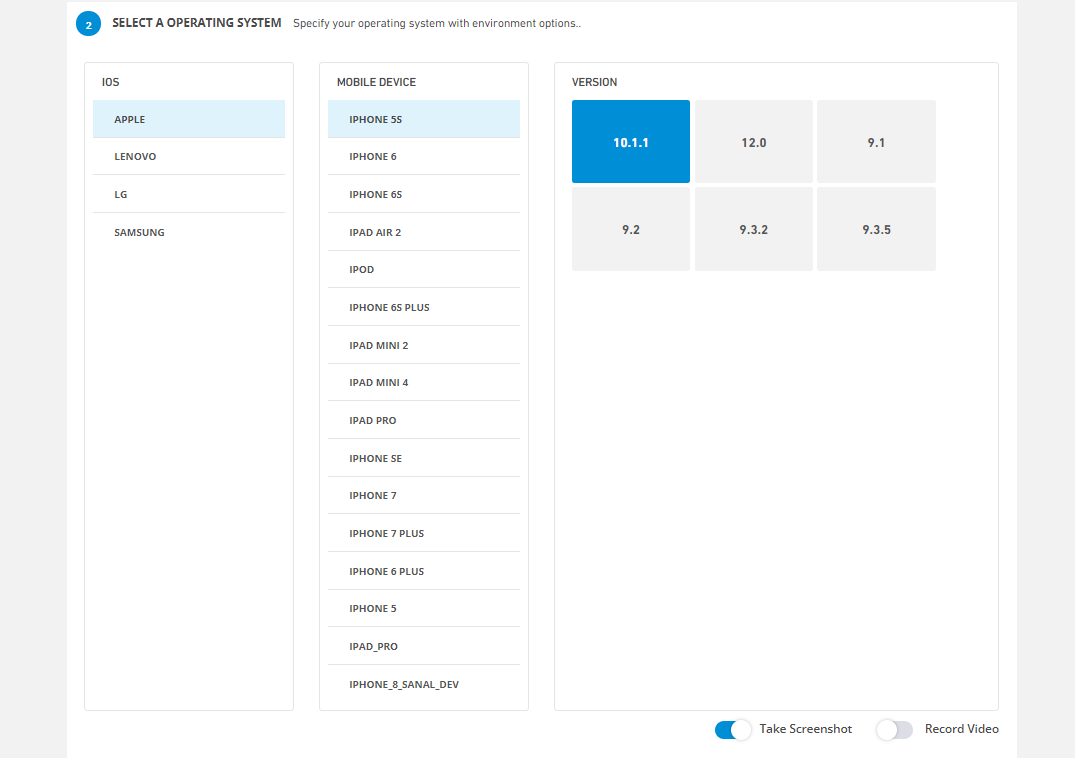 2 SELECT A OPERATING SYSTEM Specify your operating system with environment options..
IOS
APPLE
LENOVO
LG
SAMSUNG
MOBILE DEVICE
IPHONE 5S
IPHONE 6
IPHONE 6S
IPAD AIR 2
IPOD
IPHONE 6S PLUS
IPAD MINI 2
IPAD MINI 4
IPAD PRO
IPHONE SE
IPHONE 7
IPHONE 7 PLUS
IPHONE 6 PLUS
IPHONE 5
IPAD_PRO
IPHONE_8_SANAL_DEV
VERSION
10.1.1 12.0 9.1
9.2 9.3.2 9.3.5
Take Screenshot Record Video